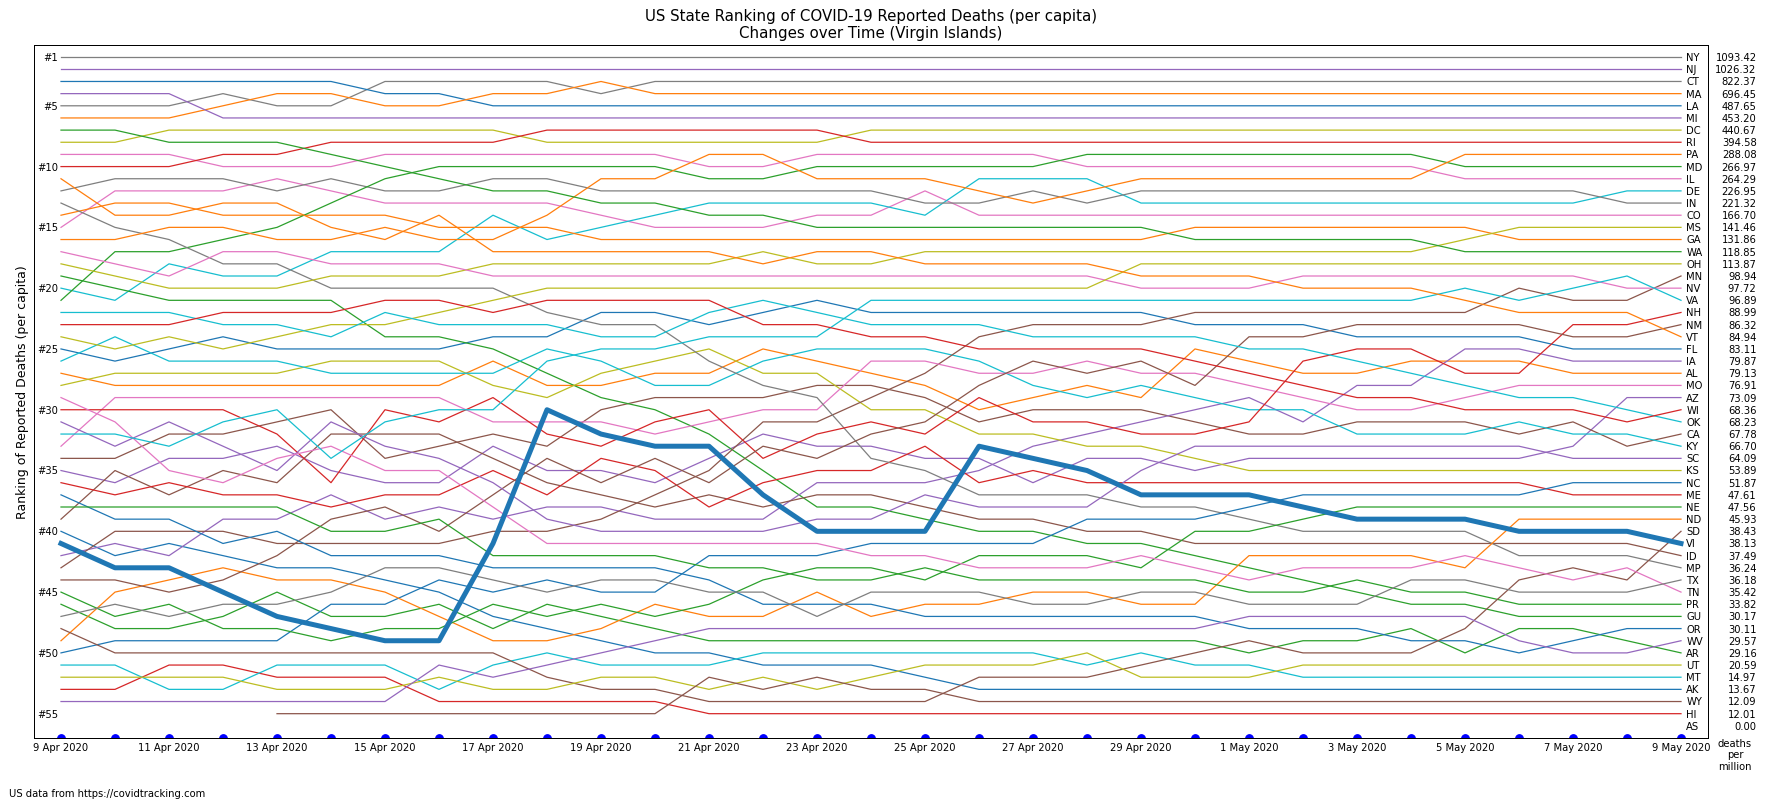 US State Ranking of COVID-19 Reported Deaths (per capita)
Changes over Time (Virgin Islands)
Ranking of Reported Deaths (per capita)
#1
#5
#10
#15
#20
#25
#30
#35
#40
#45
#50
#55
NY 1093.42
NJ 1026.32
CT 822.37
MA 696.45
LA 487.65
MI 453.20
DC 440.67
RI 394.58
PA 288.08
MD 266.97
IL 264.29
DE 226.95
IN 221.32
CO 166.70
MS 141.46
GA 131.86
WA 118.85
OH 113.87
MN 98.94
NV 97.72
VA 96.89
NH 88.99
NM 86.32
VT 84.94
FL 83.11
IA 79.87
AL 79.13
MO 76.91
AZ 73.09
WI 68.36
OK 68.23
CA 67.78
KY 66.70
SC 64.09
KS 53.89
NC 51.87
ME 47.61
NE 47.56
ND 45.93
SD 38.43
VI 38.13
ID 37.49
MP 36.24
TX 36.18
TN 35.42
PR 33.82
GU 30.17
OR 30.11
WV 29.57
AR 29.16
UT 20.59
MT 14.97
AK 13.67
WY 12.09
HI 12.01
AS 0.00
9 Apr 2020 11 Apr 2020 13 Apr 2020 15 Apr 2020 17 Apr 2020 19 Apr 2020 21 Apr 2020 23 Apr 2020 25 Apr 2020 27 Apr 2020 29 Apr 2020 1 May 2020 3 May 2020 5 May 2020 7 May 2020 9 May 2020
deaths
per
million
US data from https://covidtracking.com